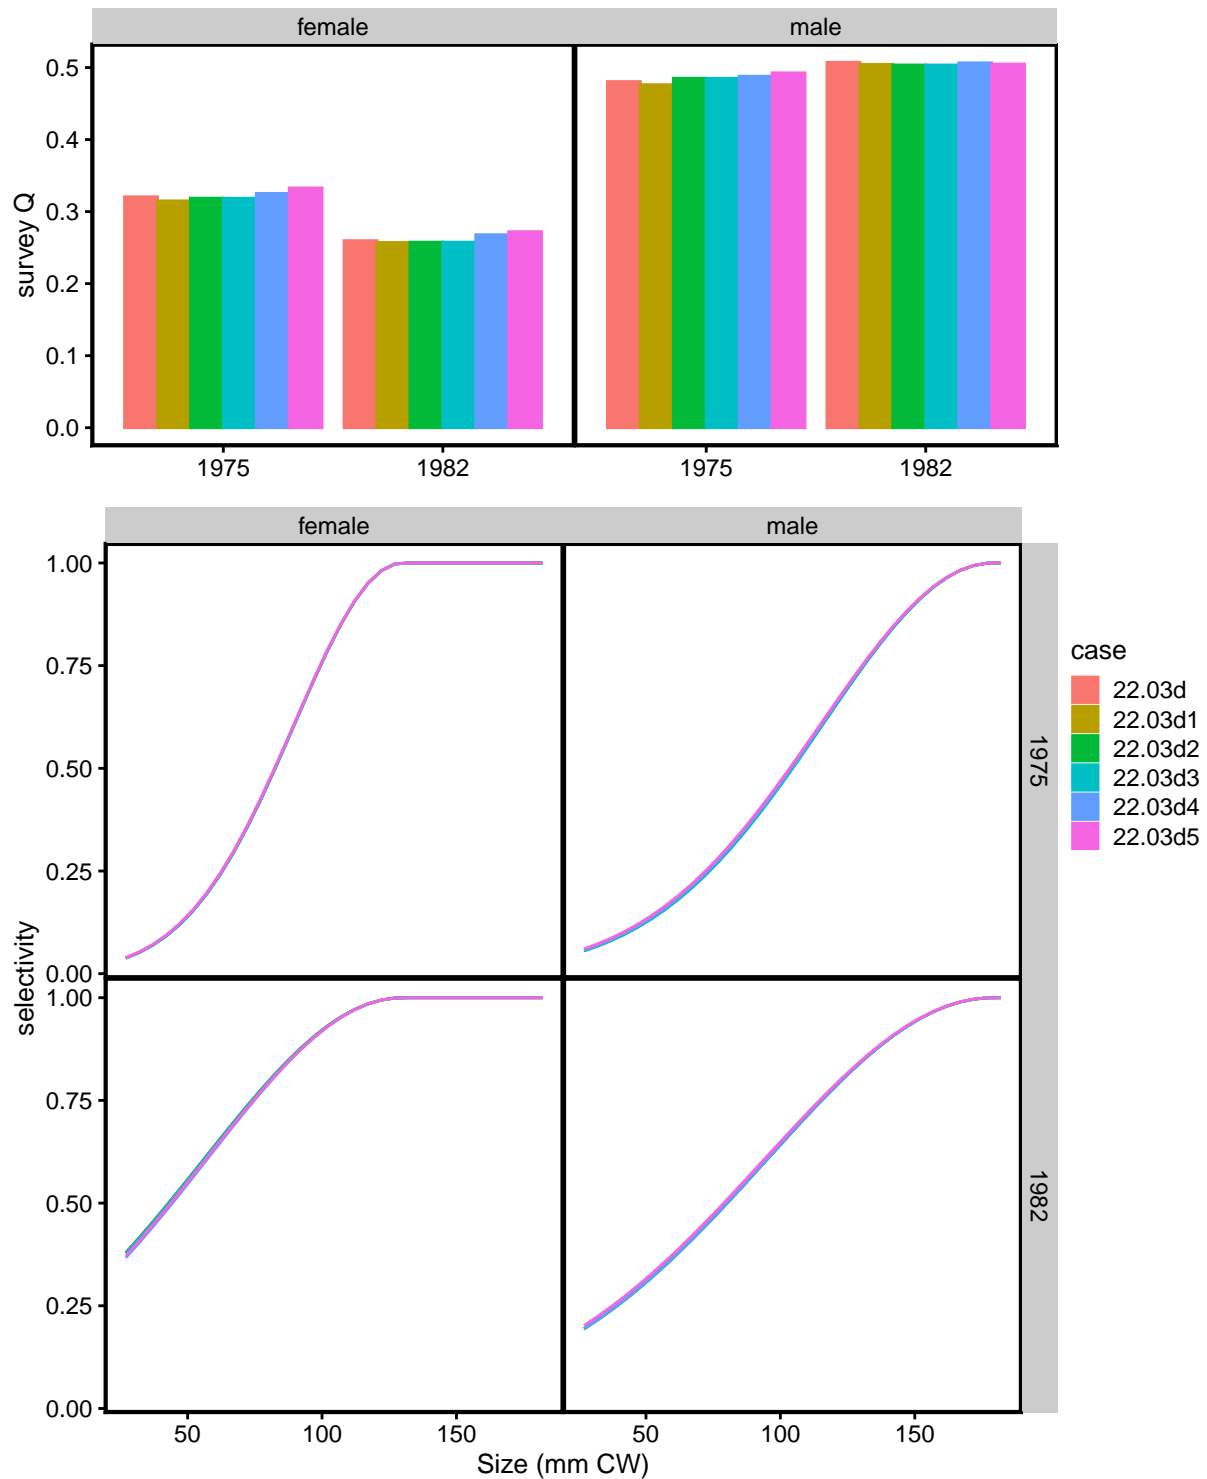 female male
survey Q
0.5
0.4
0.3
0.2
0.1
0.0
1975 1982 1975 1982
female male
selectivity
1.00
0.75
0.50
0.25
0.00
1975
1.00
0.75
0.50
0.25
0.00
1982
50 100 150 50 100 150
Size (mm CW)
case
22.03d
22.03d1
22.03d2
22.03d3
22.03d4
22.03d5